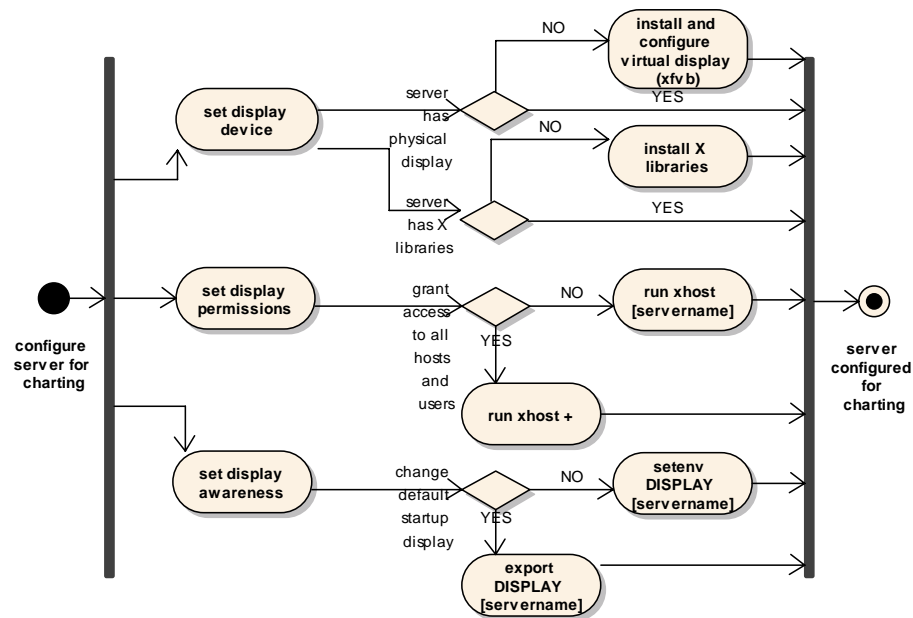 configure
server for
charting
set display
device
server
has
physical
display
NO
install and
configure
virtual display
(xfvb)
YES
server
has X
libraries
NO
install X
libraries
YES
set display
permissions
grant
access
to all
hosts
and
users
NO
run xhost
[servername]
YES
run xhost +
set display
awareness
change
default
startup
display
NO
setenv
DISPLAY
[servername]
YES
export
DISPLAY
[servername]
server
configured
for
charting